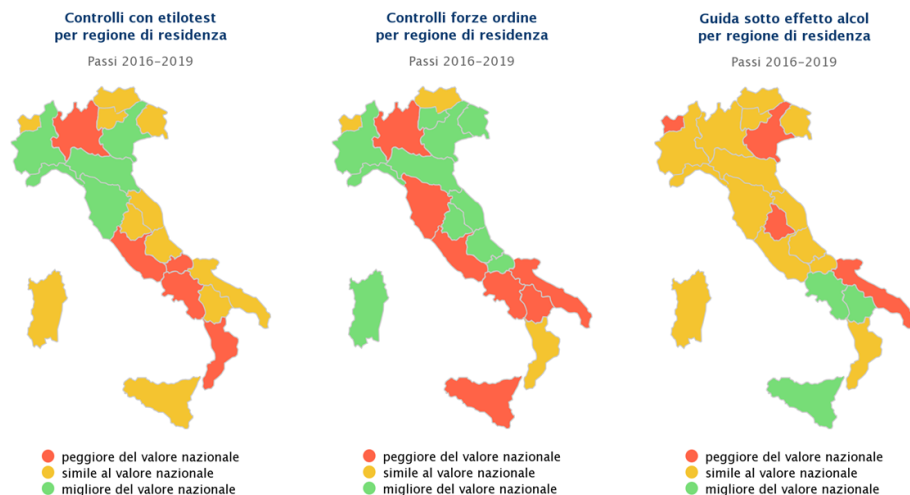 Controlli con etilotest
per regione di residenza
Passi 2016-2019
peggiore del valore nazionale
simile al valore nazionale
migliore del valore nazionale
Controlli forze ordine
per regione di residenza
Passi 2016-2019
peggiore del valore nazionale
simile al valore nazionale
migliore del valore nazionale
Guida sotto effetto alcol
per regione di residenza
Passi 2016-2019
peggiore del valore nazionale
simile al valore nazionale
migliore del valore nazionale